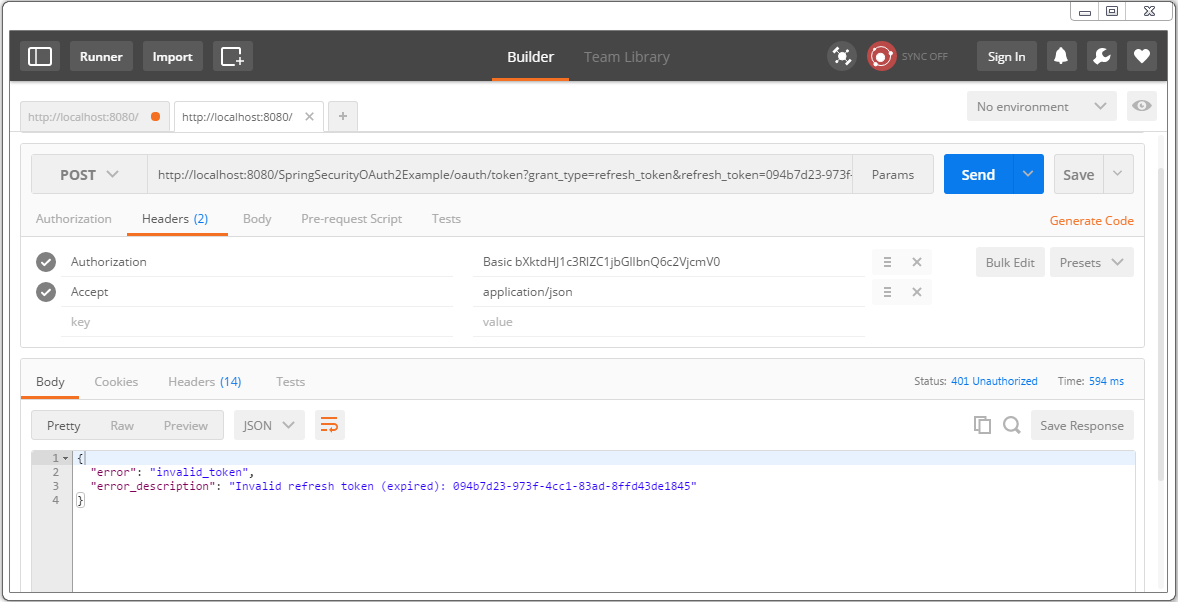 Runner Import Builder Team Library SYNC OFF Sign In
http://localhost:8080/ http://localhost:8080/ + No environment
POST http://localhost:8080/SpringSecurityOAuth2Example/oauth/token?grant_type=refresh_token&refresh_token=094b7d23-973f- Params Send Save
Authorization Headers (2) Body Pre-request Script Tests Generate Code
Authorization Basic bXktdHJ1c3RlZC1jbGllbnQ6c2VjcmV0 Bulk Edit Presets
Accept application/json
key value
Body Cookies Headers (14) Tests Status: 401 Unauthorized Time: 594 ms
Pretty Raw Preview JSON Save Response
1 {
2 "error": "invalid_token",
3 "error_description": "Invalid refresh token (expired): 094b7d23-973f-4cc1-83ad-8ffd43de1845"
4 }